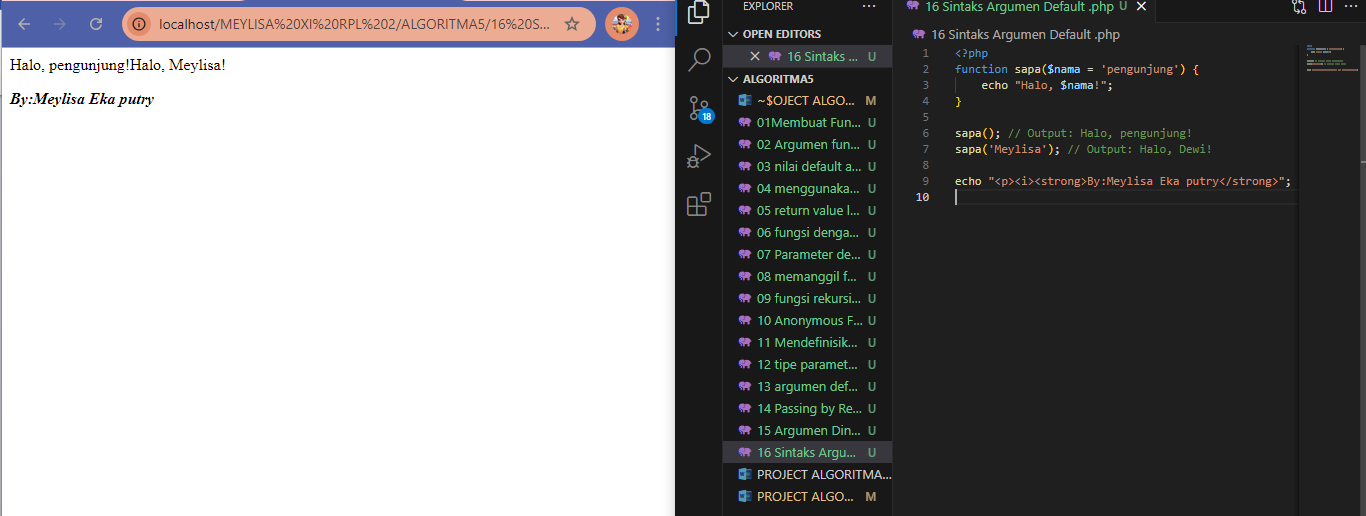 localhost/MEYLISA%20XI%20RPL%202/ALGORITMA5/16%20S...
Halo, pengunjung!Halo, Meylisa!
By:Meylisa Eka putry
18
EXPLORER ...
OPEN EDITORS
16 Sintaks ... U
ALGORITMA5
~$OJECT ALGO... M
01Membuat Fun... U
02 Argumen fun... U
03 nilai default a... U
04 menggunaka... U
05 return value l... U
06 fungsi denga... U
07 Parameter de... U
08 memanggil f... U
09 fungsi rekursi... U
10 Anonymous F... U
11 Mendefinisik... U
12 tipe paramet... U
13 argumen def... U
14 Passing by Re... U
15 Argumen Din... U
16 Sintaks Argu... U
PROJECT ALGORITMA...
PROJECT ALGO... M
16 Sintaks Argumen Default .php U
16 Sintaks Argumen Default .php
1 <?php
2 function sapa($nama = 'pengunjung') {
3 echo "Halo, $nama!";
4 }
5
6 sapa(); // Output: Halo, pengunjung!
7 sapa('Meylisa'); // Output: Halo, Dewi!
8
9 echo "<p><i><strong>By:Meylisa Eka putry</strong>";
10